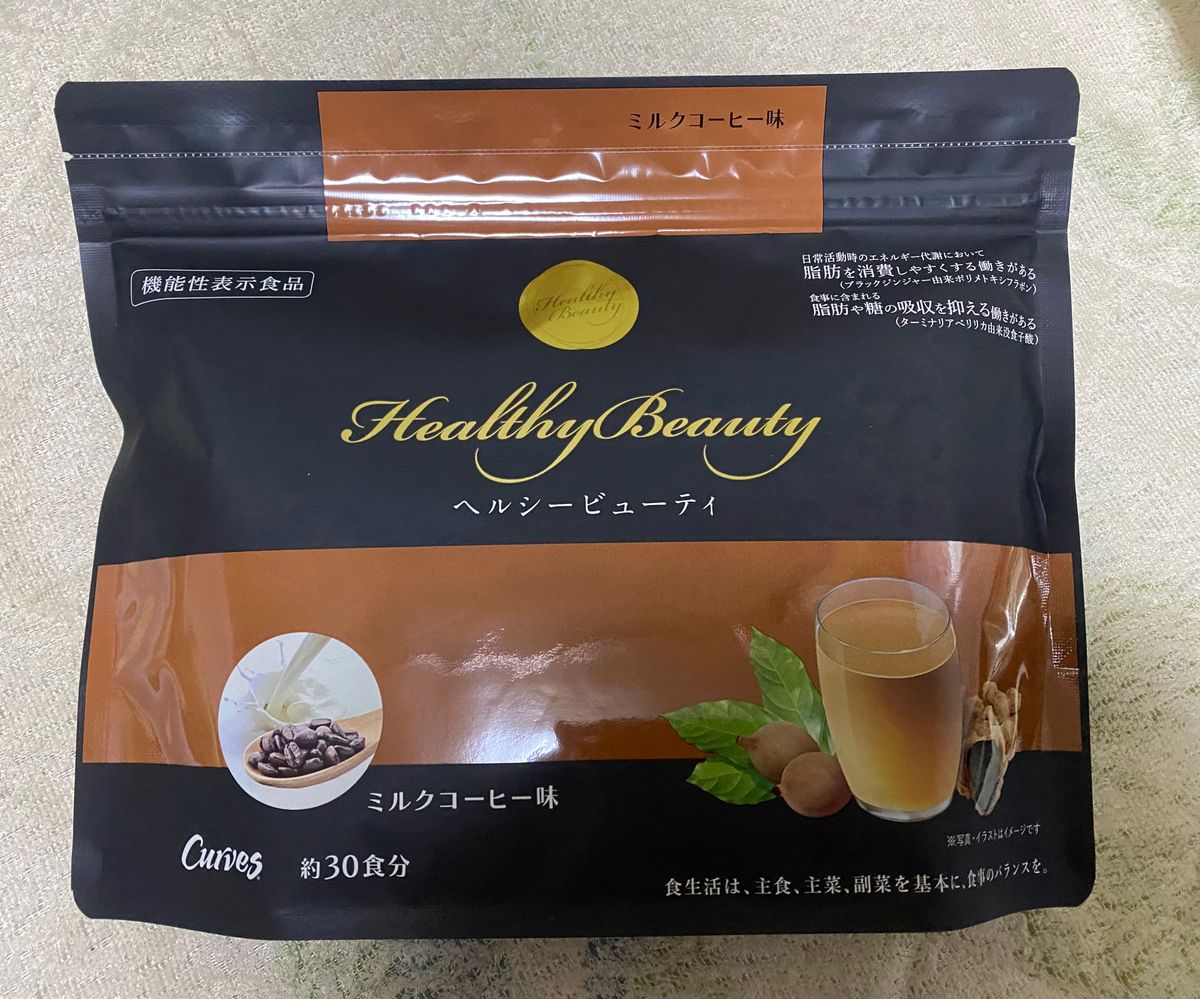 ミルクコーヒー味
機能性表示食品
Healthy
Beauty
日常活動時のエネルギー代謝において
脂肪を消費しやすくする働きがある
(ブラックジンジャー由来ポリメトキシフラボン)
食事に含まれる
脂肪や糖の吸収を抑える働きがある
(ターミナリアベリリカ由来没食子酸)
Healthy Beauty
ヘルシービューティ
ミルクコーヒー味
※写真・イラストはイメージです
Curves
約30食分
食生活は、主食、主菜、副菜を基本に、食事のバランスを。